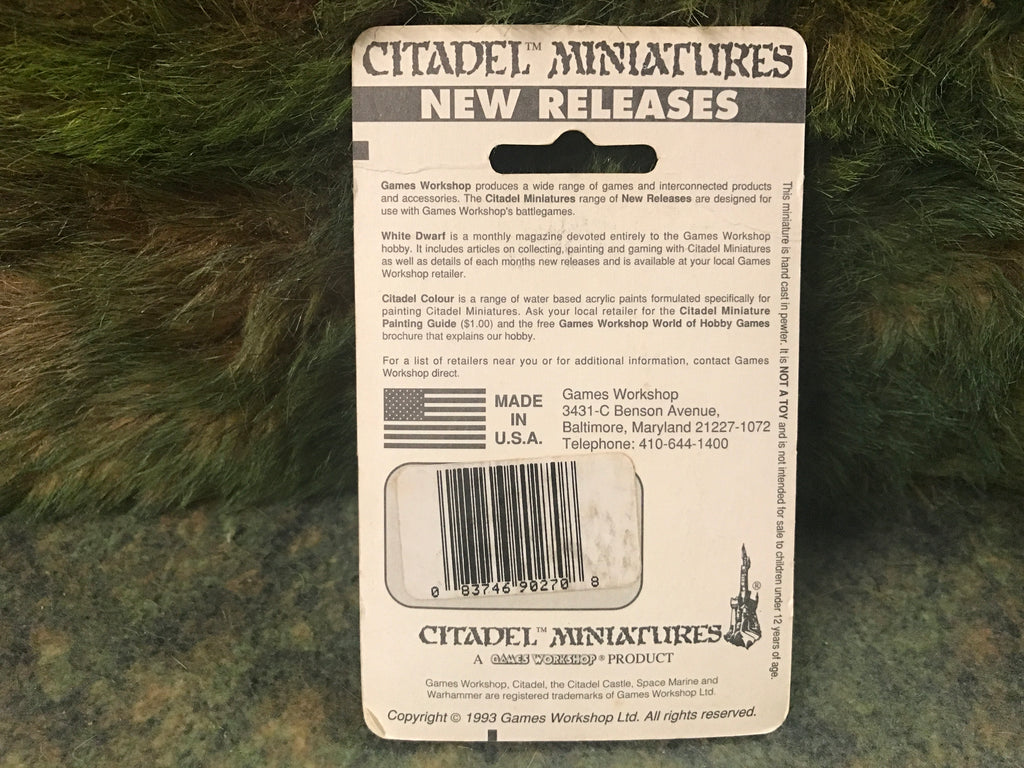 CITADEL™ MINIATURES
NEW RELEASES
Games Workshop produces a wide range of games and interconnected products
and accessories. The Citadel Miniatures range of New Releases are designed for
use with Games Workshop's battlegames.
White Dwarf is a monthly magazine devoted entirely to the Games Workshop
hobby. It includes articles on collecting, painting and gaming with Citadel Miniatures
as well as details of each months new releases and is available at your local Games
Workshop retailer.
Citadel Colour is a range of water based acrylic paints formulated specifically for
painting Citadel Miniatures. Ask your local retailer for the Citadel Miniature
Painting Guide ($1.00) and the free Games Workshop World of Hobby Games
brochure that explains our hobby.
For a list of retailers near you or for additional information, contact Games
Workshop direct.
MADE
IN
U.S.A.
Games Workshop
3431-C Benson Avenue,
Baltimore, Maryland 21227-1072
Telephone: 410-644-1400
This miniature is hand cast in pewter. It is NOT A TOY and is not intended for sale to children under 12 years of age.
0 83746 90270 8
CITADEL™ MINIATURES ®
A GAMES WORKSHOP® PRODUCT
Games Workshop, Citadel, the Citadel Castle, Space Marine and
Warhammer are registered trademarks of Games Workshop Ltd.
Copyright © 1993 Games Workshop Ltd. All rights reserved.